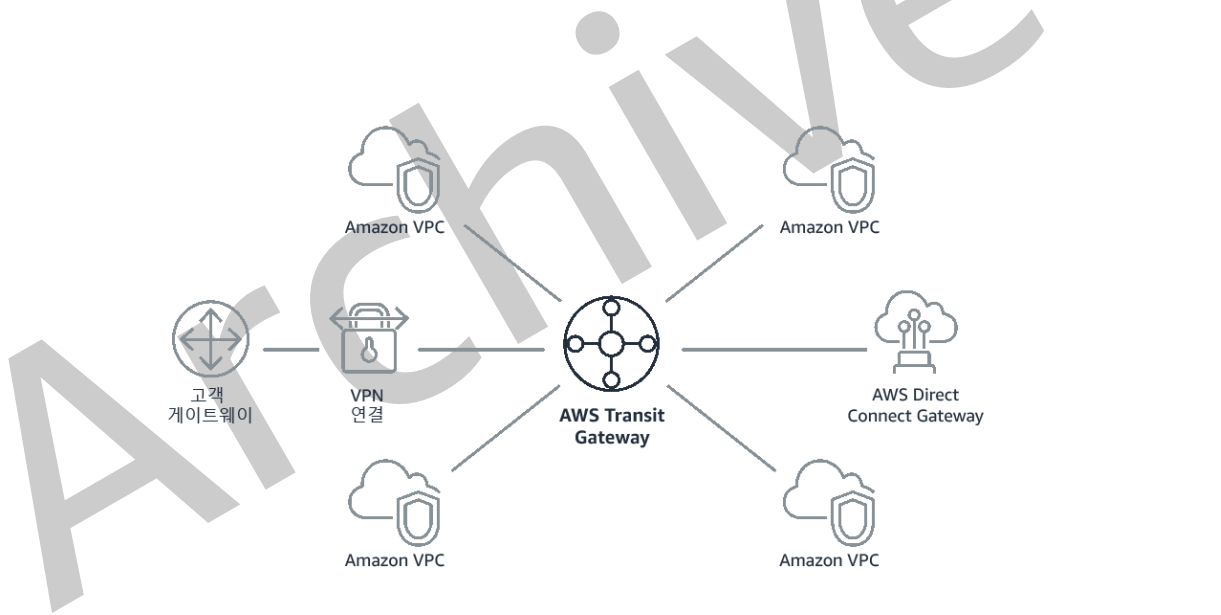 Archive
Amazon VPC
Amazon VPC
고객
게이트웨이
VPN
연결
AWS Transit
Gateway
AWS Direct
Connect Gateway
Amazon VPC
Amazon VPC